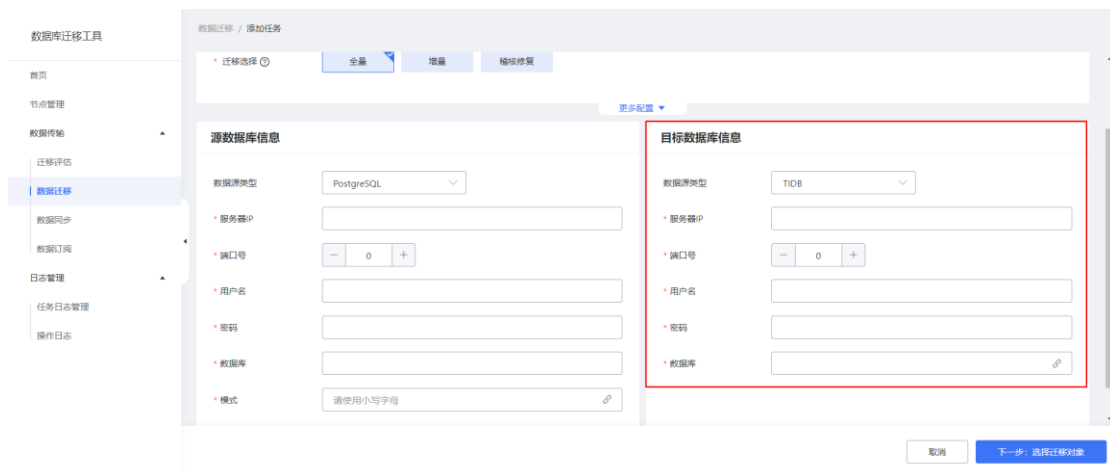 数据库迁移工具
首页
节点管理
数据传输
迁移评估
数据迁移
数据同步
数据订阅
日志管理
任务日志管理
操作日志
数据迁移 / 添加任务
* 迁移选择 ?
全量 增量 稽核修复
更多配置
源数据库信息
数据源类型 PostgreSQL
* 服务器IP
* 端口号 − 0 +
* 用户名
* 密码
* 数据库
* 模式 请使用小写字母
目标数据库信息
数据源类型 TIDB
* 服务器IP
* 端口号 − 0 +
* 用户名
* 密码
* 数据库
取消 下一步：选择迁移对象